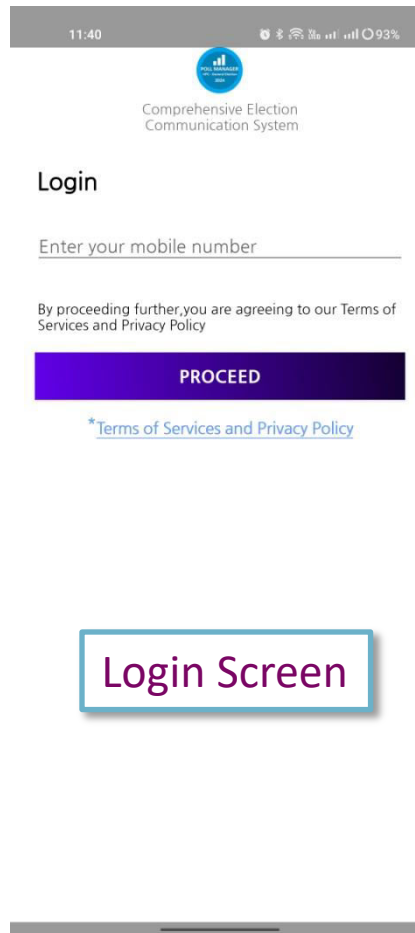 11:40
93%
POLL MANAGER
2024
Comprehensive Election
Communication System
Login
Enter your mobile number
By proceeding further,you are agreeing to our Terms of
Services and Privacy Policy
PROCEED
*Terms of Services and Privacy Policy
Login Screen